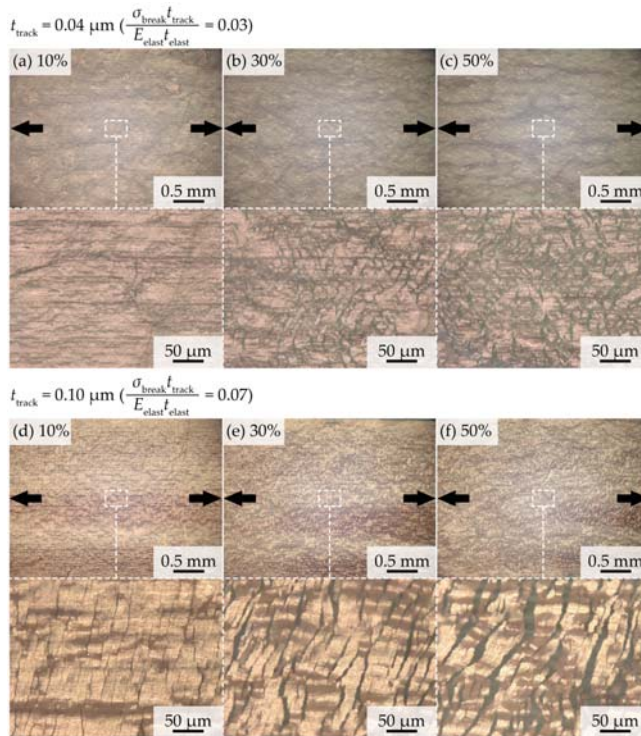 t_track = 0.04 μm (σ_break t_track / E_elast t_elast = 0.03)
(a) 10% (b) 30% (c) 50%
0.5 mm 0.5 mm 0.5 mm
50 μm 50 μm 50 μm
t_track = 0.10 μm (σ_break t_track / E_elast t_elast = 0.07)
(d) 10% (e) 30% (f) 50%
0.5 mm 0.5 mm 0.5 mm
50 μm 50 μm 50 μm